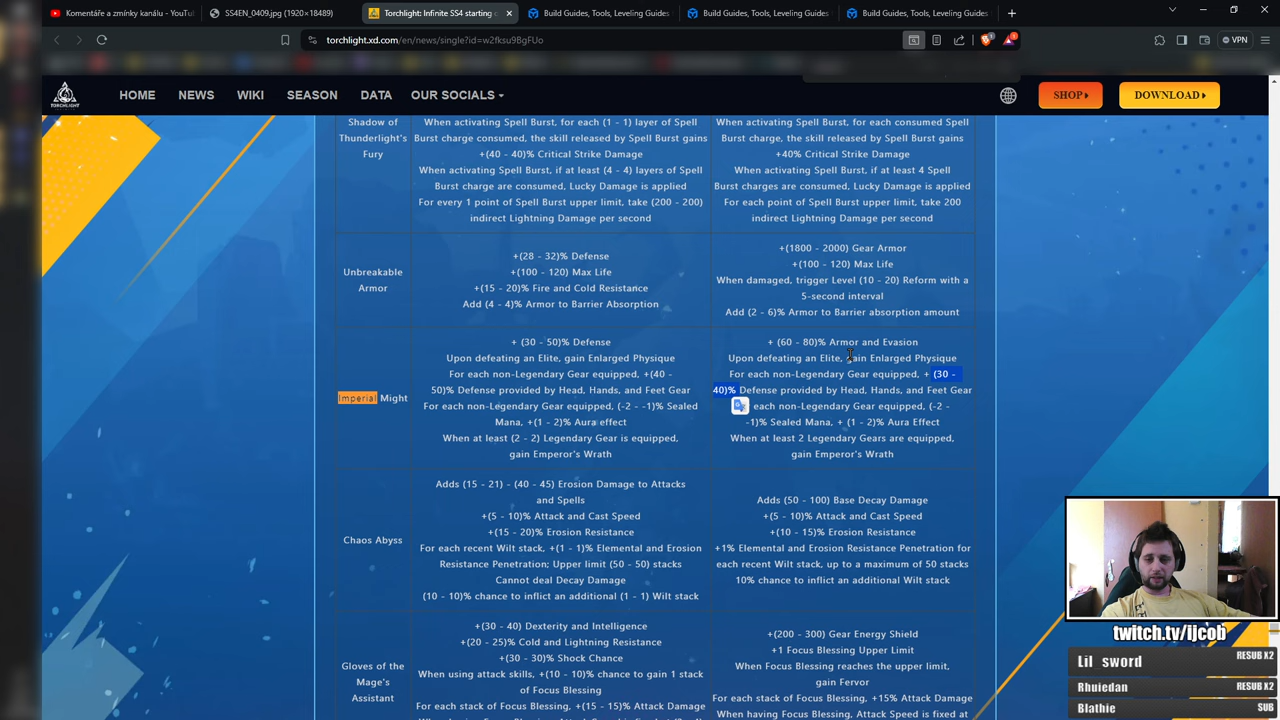 Komentáře a zmínky kanálu - YouTu
SS4EN_0409.jpg (1920×18489)
Torchlight: Infinite SS4 starting
Build Guides, Tools, Leveling Guides
Build Guides, Tools, Leveling Guides
Build Guides, Tools, Leveling Guides
torchlight.xd.com/en/news/single?id=w2fksu9BgFUo
VPN
HOME
NEWS
WIKI
SEASON
DATA
OUR SOCIALS
SHOP
DOWNLOAD
Shadow of
Thunderlight's
Fury
When activating Spell Burst, for each (1 - 1) layer of Spell
Burst charge consumed, the skill released by Spell Burst gains
+(40 - 40)% Critical Strike Damage
When activating Spell Burst, if at least (4 - 4) layers of Spell
Burst charge are consumed, Lucky Damage is applied
For every 1 point of Spell Burst upper limit, take (200 - 200)
indirect Lightning Damage per second
When activating Spell Burst, for each consumed Spell
Burst charge, the skill released by Spell Burst gains
+40% Critical Strike Damage
When activating Spell Burst, if at least 4 Spell
Burst charges are consumed, Lucky Damage is applied
For each point of Spell Burst upper limit, take 200
indirect Lightning Damage per second
Unbreakable
Armor
+(28 - 32)% Defense
+(100 - 120) Max Life
+(15 - 20)% Fire and Cold Resistance
Add (4 - 4)% Armor to Barrier Absorption
+(1800 - 2000) Gear Armor
+(100 - 120) Max Life
When damaged, trigger Level (10 - 20) Reform with a
5-second interval
Add (2 - 6)% Armor to Barrier absorption amount
Imperial Might
+ (30 - 50)% Defense
Upon defeating an Elite, gain Enlarged Physique
For each non-Legendary Gear equipped, +(40 -
50)% Defense provided by Head, Hands, and Feet Gear
For each non-Legendary Gear equipped, (-2 - -1)% Sealed
Mana, +(1 - 2)% Aura effect
When at least (2 - 2) Legendary Gear is equipped,
gain Emperor's Wrath
+ (60 - 80)% Armor and Evasion
Upon defeating an Elite, gain Enlarged Physique
For each non-Legendary Gear equipped, + (30 -
40)% Defense provided by Head, Hands, and Feet Gear
each non-Legendary Gear equipped, (-2 -
-1)% Sealed Mana, + (1 - 2)% Aura Effect
When at least 2 Legendary Gears are equipped,
gain Emperor's Wrath
Chaos Abyss
Adds (15 - 21) - (40 - 45) Erosion Damage to Attacks
and Spells
+(5 - 10)% Attack and Cast Speed
+(15 - 20)% Erosion Resistance
For each recent Wilt stack, +(1 - 1)% Elemental and Erosion
Resistance Penetration; Upper limit (50 - 50) stacks
Cannot deal Decay Damage
(10 - 10)% chance to inflict an additional (1 - 1) Wilt stack
Adds (50 - 100) Base Decay Damage
+(5 - 10)% Attack and Cast Speed
+(10 - 15)% Erosion Resistance
+1% Elemental and Erosion Resistance Penetration for
each recent Wilt stack, up to a maximum of 50 stacks
10% chance to inflict an additional Wilt stack
Gloves of the
Mage's
Assistant
+(30 - 40) Dexterity and Intelligence
+(20 - 25)% Cold and Lightning Resistance
+(30 - 30)% Shock Chance
When using attack skills, +(10 - 10)% chance to gain 1 stack
of Focus Blessing
For each stack of Focus Blessing, +(15 - 15)% Attack Damage
+(200 - 300) Gear Energy Shield
+1 Focus Blessing Upper Limit
When Focus Blessing reaches the upper limit,
gain Fervor
For each stack of Focus Blessing, +15% Attack Damage
When having Focus Blessing, Attack Speed is fixed at
twitch.tv/ljcob
Lil sword RESUB X2
Rhuiedan RESUB X2
Blathie SUB